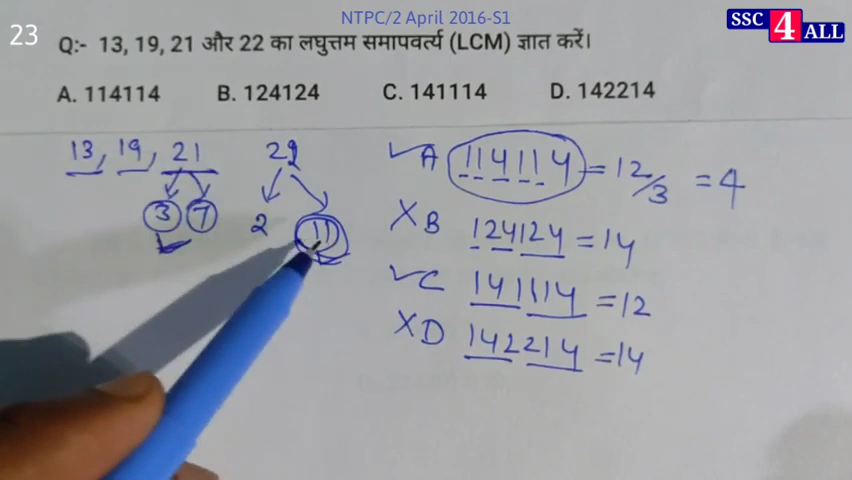 NTPC/2 April 2016-S1
SSC 4 ALL
23
Q:- 13, 19, 21 और 22 का लघुत्तम समापवर्त्य (LCM) ज्ञात करें।
A. 114114 B. 124124 C. 141114 D. 142214
13, 19, 21 22
3 7 2 11
✓A 114114 = 12/3 = 4
XB 124124 = 14
✓C 141114 = 12
XD 142214 = 14